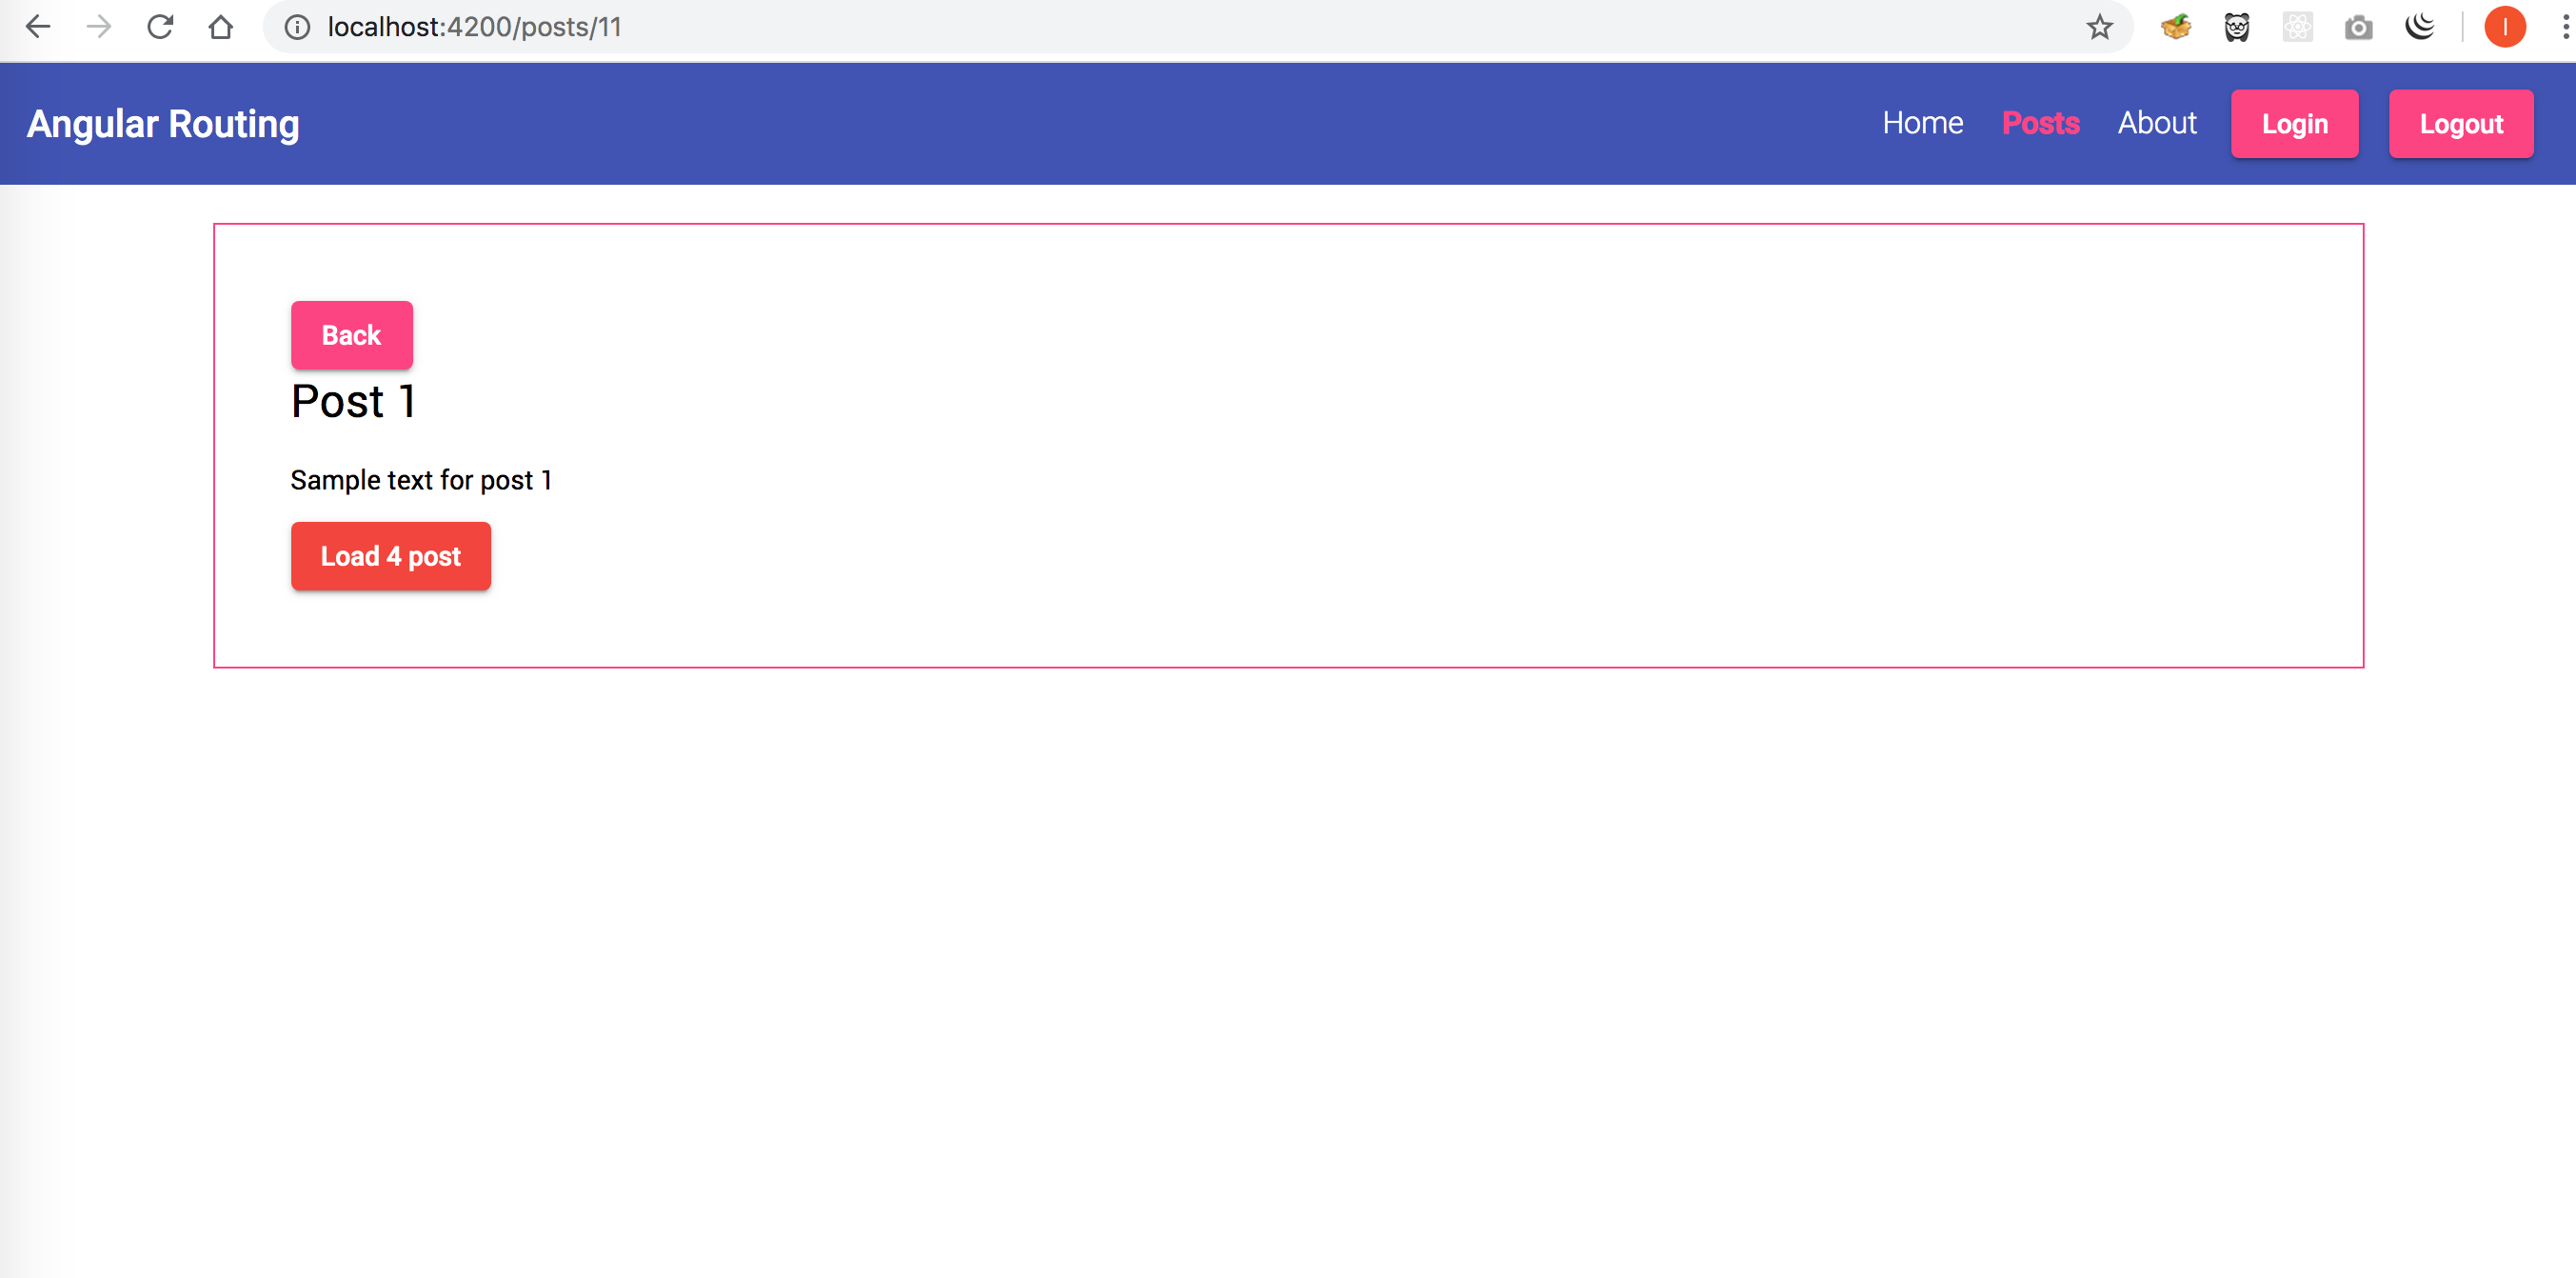 localhost:4200/posts/11
I
Angular Routing
Home Posts About Login Logout
Back
Post 1
Sample text for post 1
Load 4 post